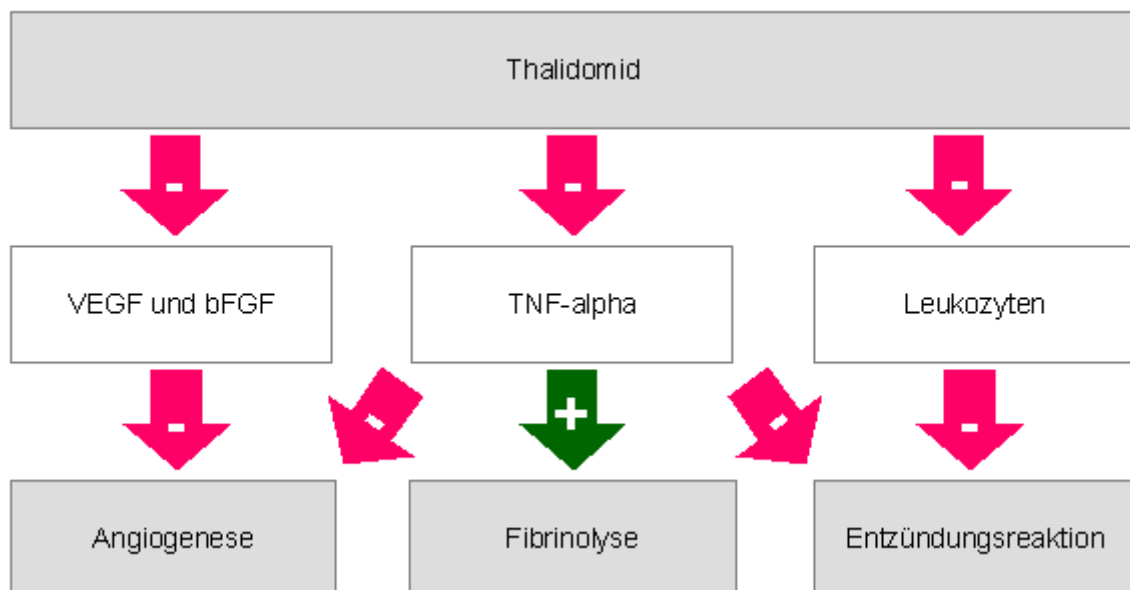 Thalidomid
- - -
VEGF und bFGF TNF-alpha Leukozyten
- - + - -
Angiogenese Fibrinolyse Entzündungsreaktion